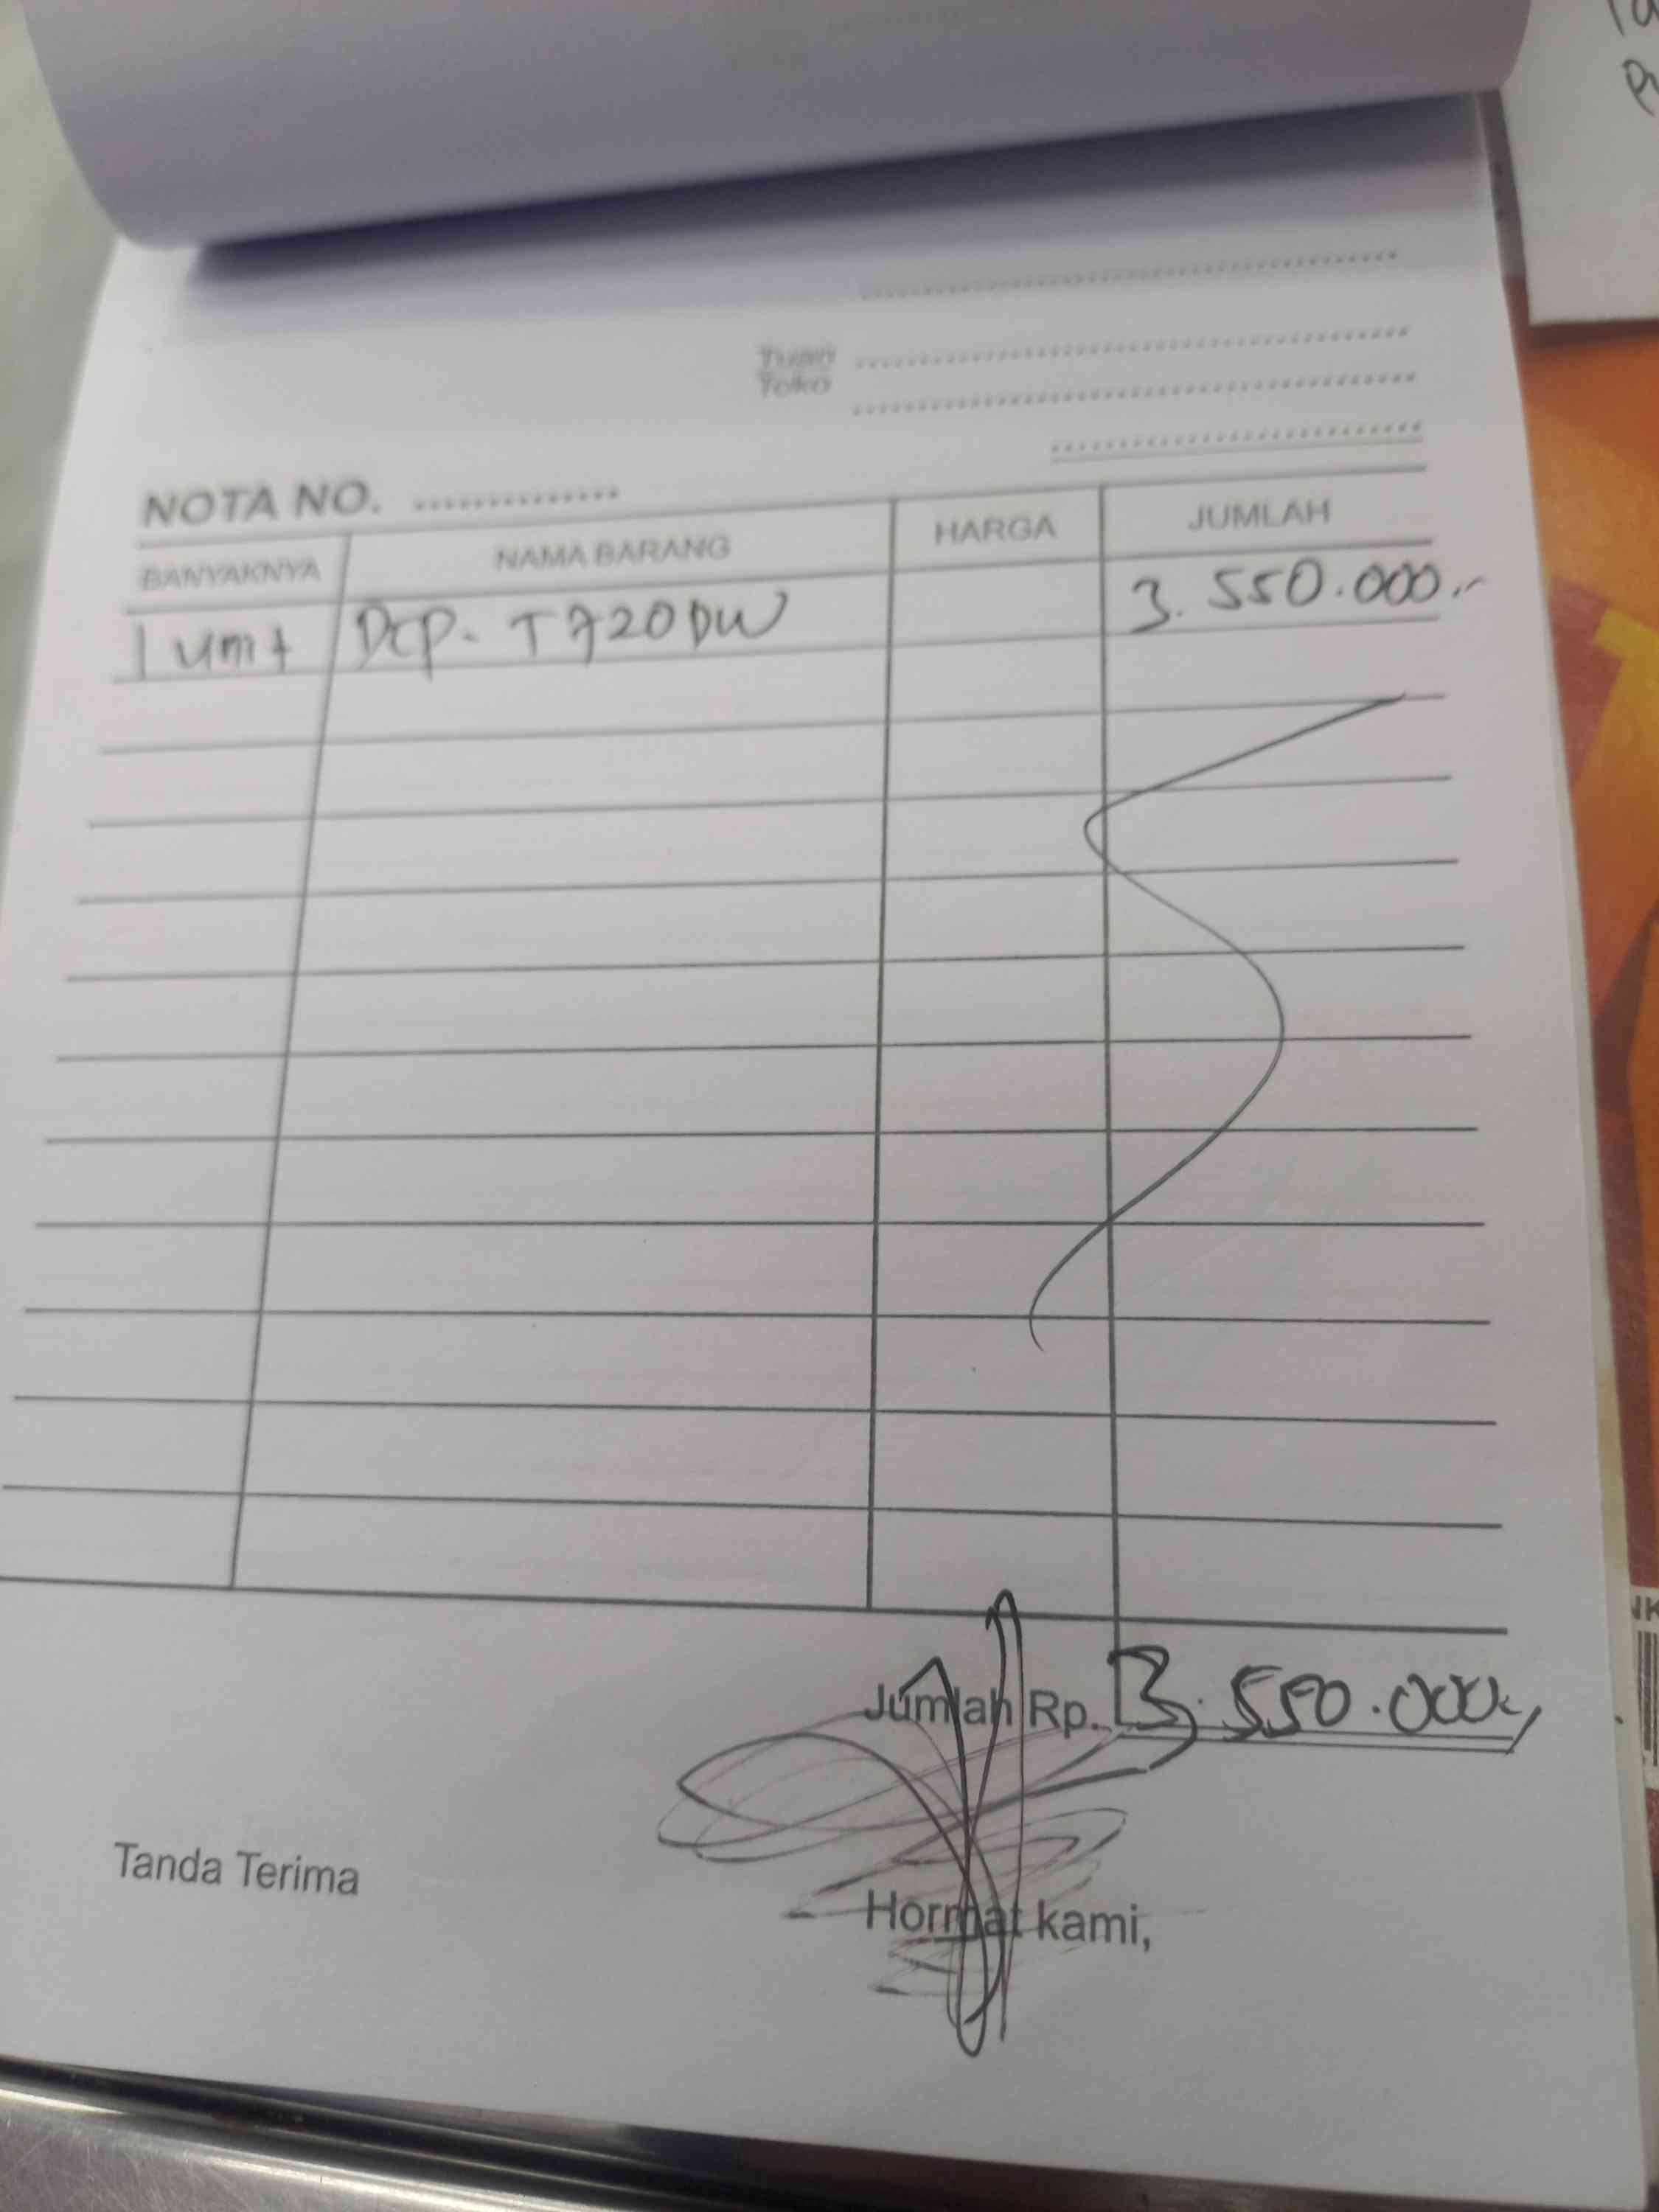 Tuan
Toko
NOTA NO. ..............
BANYAKNYA NAMA BARANG HARGA JUMLAH
1 unit Dcp. T720DW 3.550.000.-
Jumlah Rp. 3.550.000,
Tanda Terima
Hormat kami,